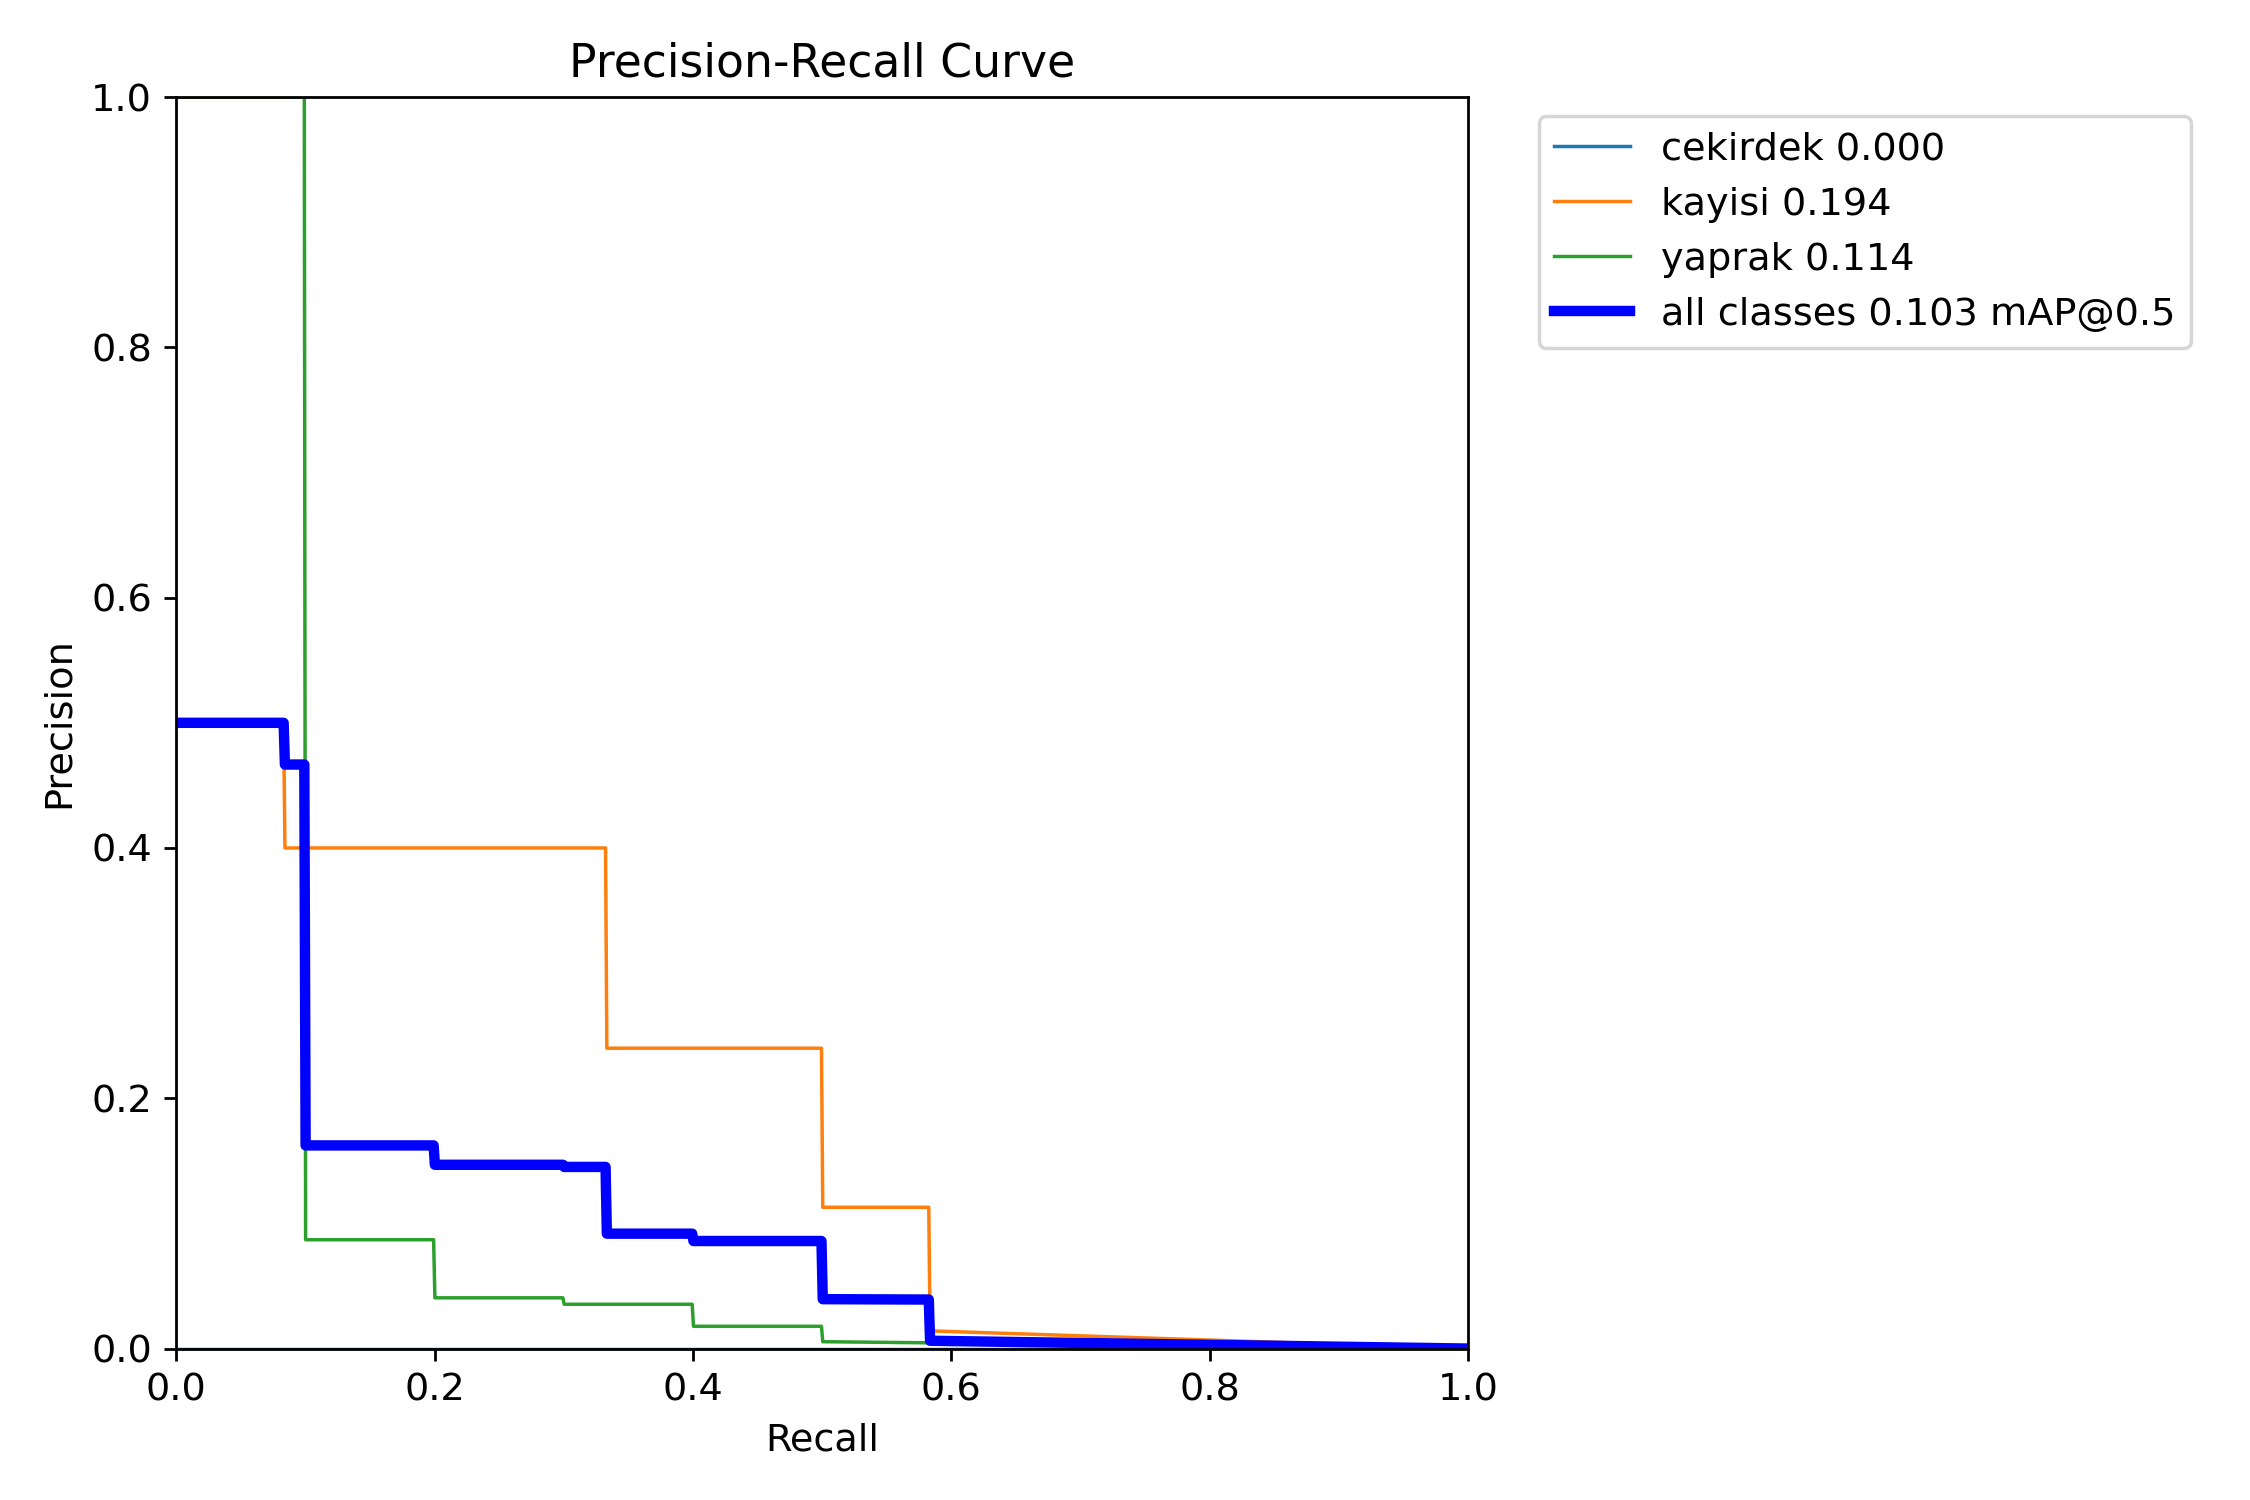 Precision-Recall Curve
1.0
0.8
0.6
0.4
0.2
0.0
Precision
0.0 0.2 0.4 0.6 0.8 1.0
Recall
cekirdek 0.000
kayisi 0.194
yaprak 0.114
all classes 0.103 mAP@0.5